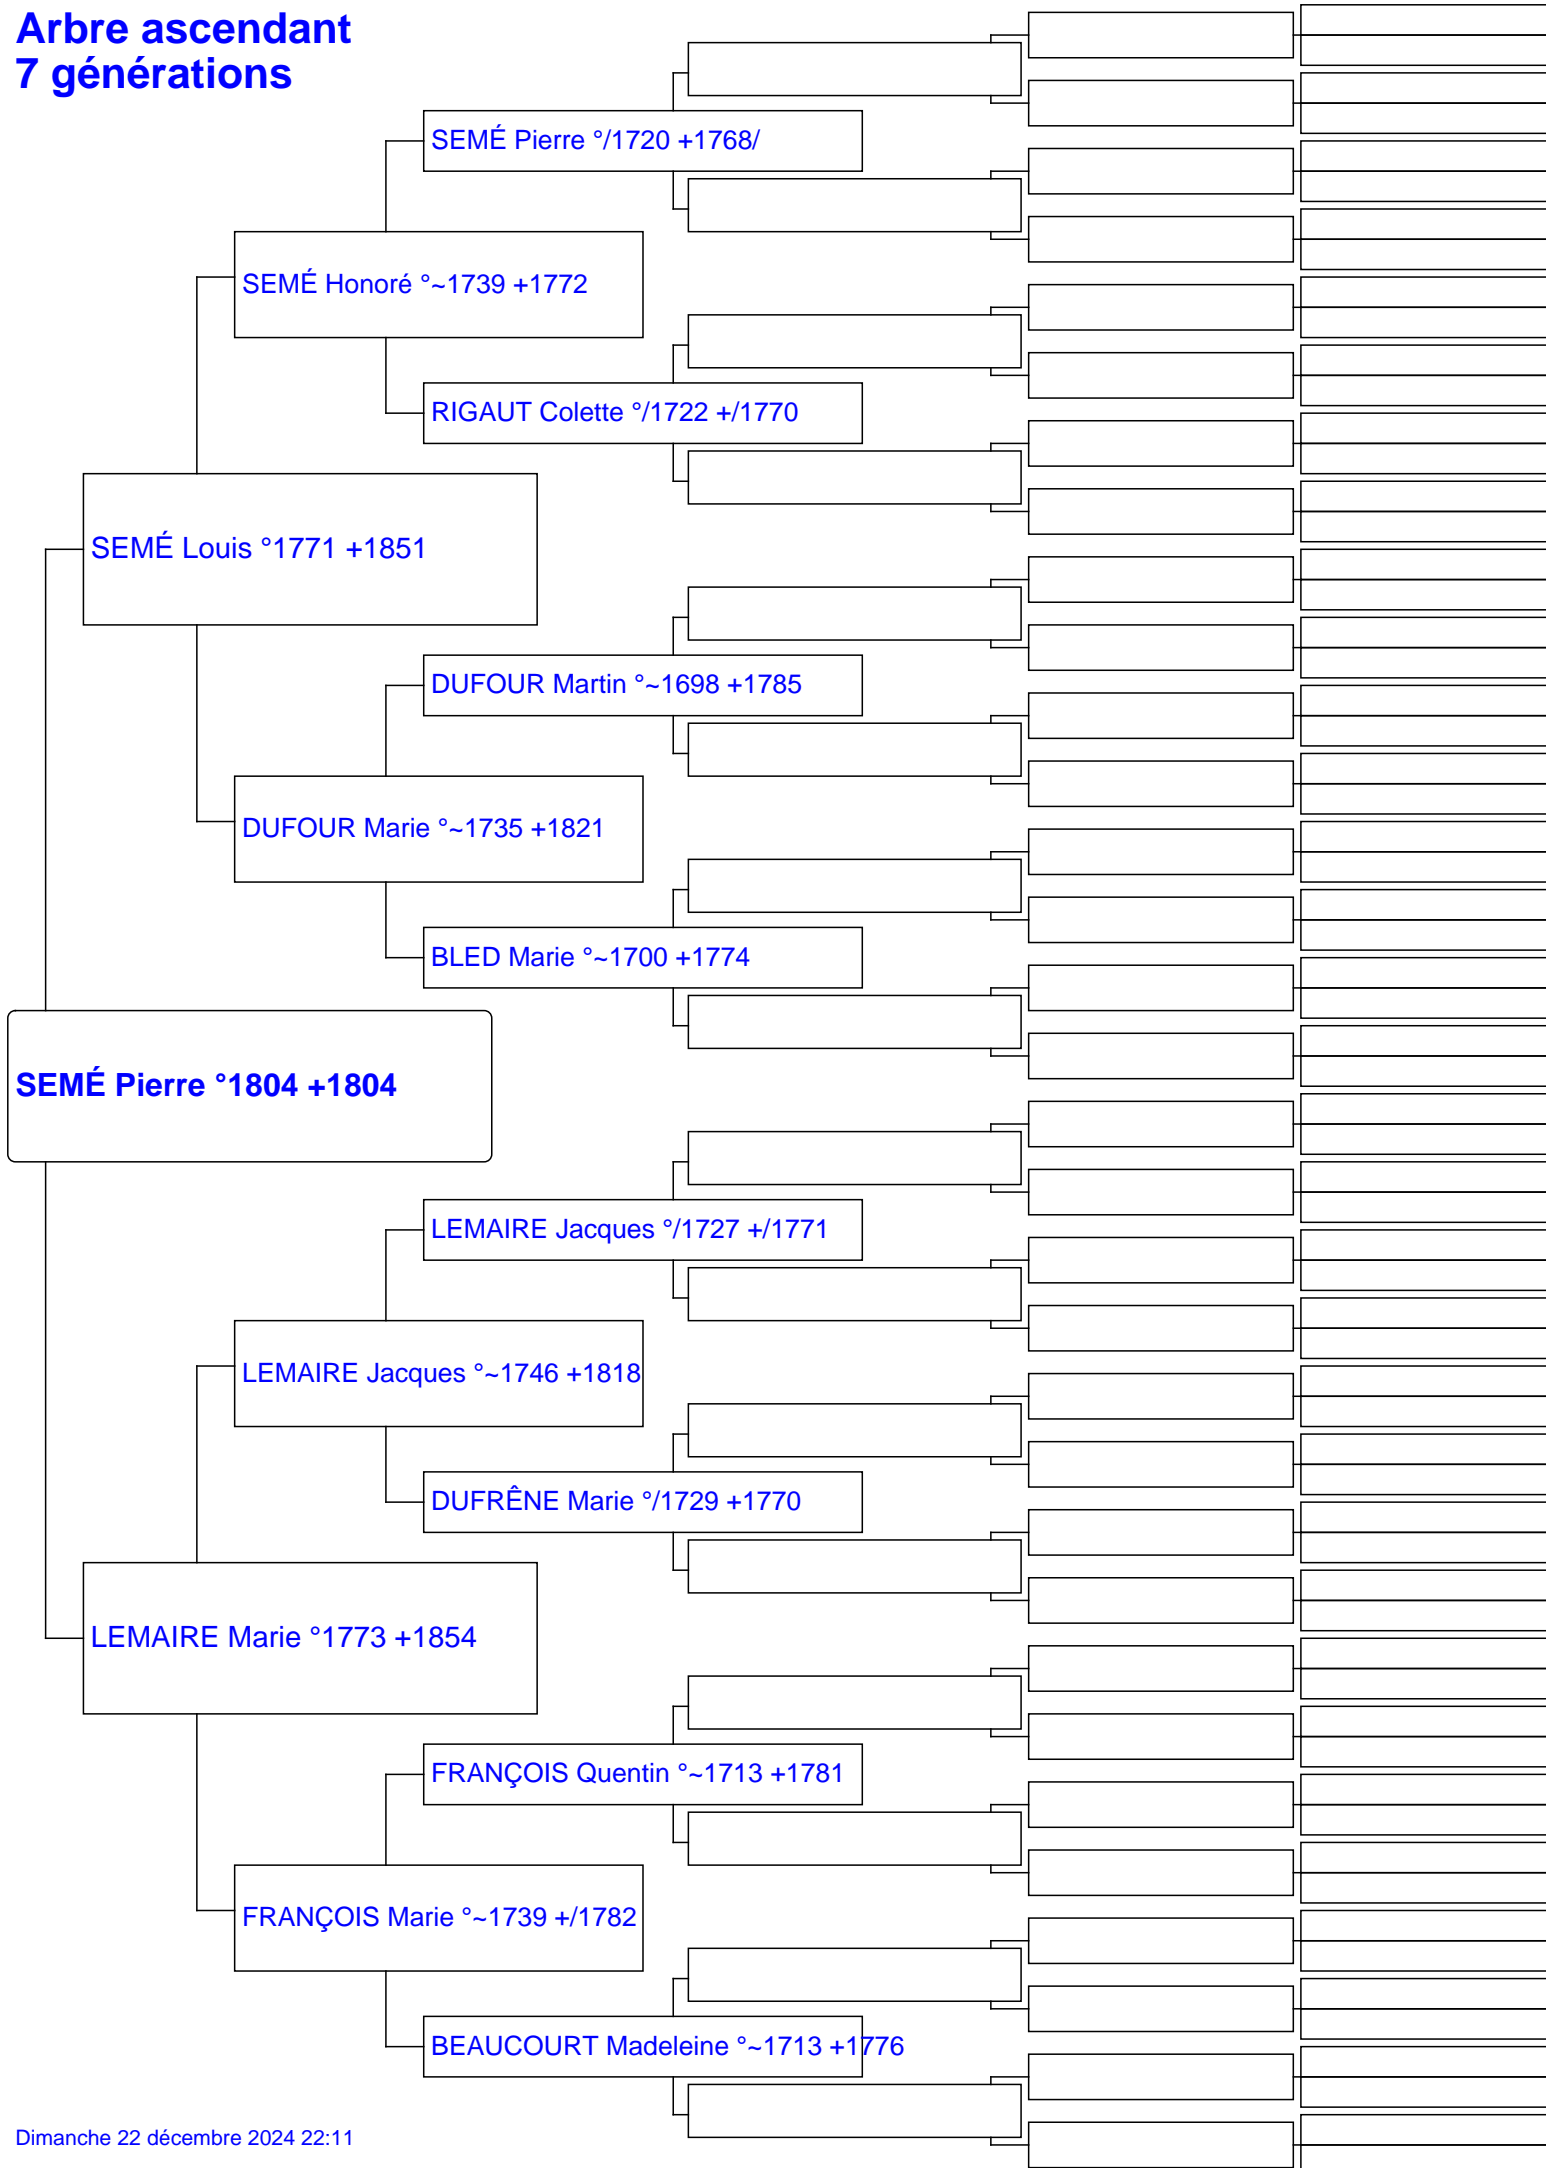 Arbre ascendant
7 générations
SEMÉ Pierre °/1720 +1768/
SEMÉ Honoré °~1739 +1772
RIGAUT Colette °/1722 +/1770
SEMÉ Louis °1771 +1851
DUFOUR Martin °~1698 +1785
DUFOUR Marie °~1735 +1821
BLED Marie °~1700 +1774
SEMÉ Pierre °1804 +1804
LEMAIRE Jacques °/1727 +/1771
LEMAIRE Jacques °~1746 +1818
DUFRÊNE Marie °/1729 +1770
LEMAIRE Marie °1773 +1854
FRANÇOIS Quentin °~1713 +1781
FRANÇOIS Marie °~1739 +/1782
BEAUCOURT Madeleine °~1713 +1776
Dimanche 22 décembre 2024 22:11